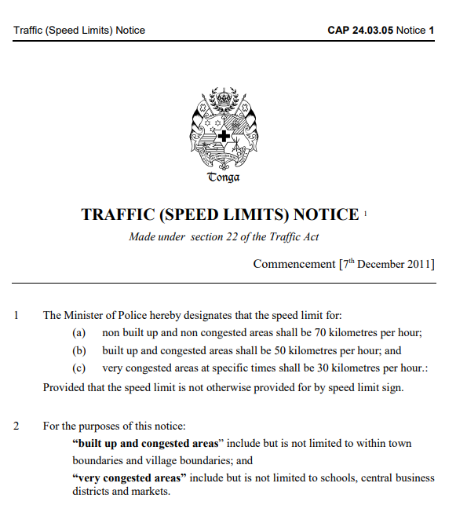 Traffic (Speed Limits) Notice CAP 24.03.05 Notice 1
Tonga
TRAFFIC (SPEED LIMITS) NOTICE 1
Made under section 22 of the Traffic Act
Commencement [7th December 2011]
1 The Minister of Police hereby designates that the speed limit for:
(a) non built up and non congested areas shall be 70 kilometres per hour;
(b) built up and congested areas shall be 50 kilometres per hour; and
(c) very congested areas at specific times shall be 30 kilometres per hour.:
Provided that the speed limit is not otherwise provided for by speed limit sign.
2 For the purposes of this notice:
“built up and congested areas” include but is not limited to within town
boundaries and village boundaries; and
“very congested areas” include but is not limited to schools, central business
districts and markets.